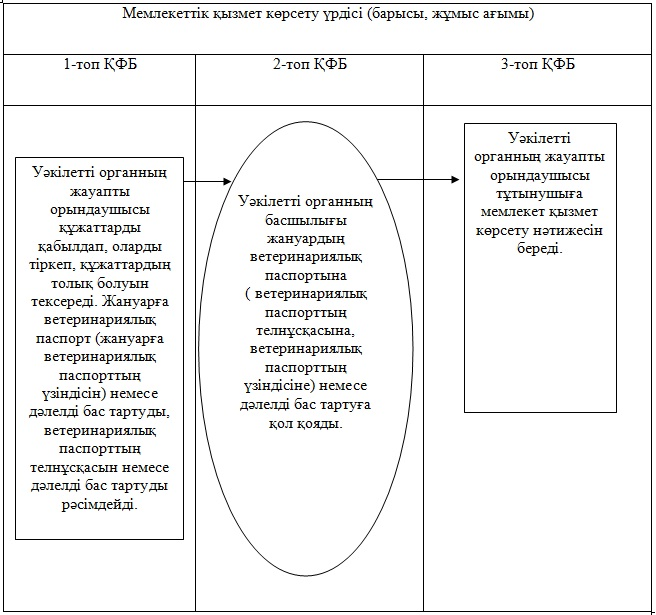 Мемлекеттік қызмет көрсету үрдісі (барысы, жұмыс ағымы)
1-топ ҚФБ
2-топ ҚФБ
3-топ ҚФБ
Уәкілетті органның
жауапты
орындаушысы
құжаттарды
қабылдап, оларды
тіркеп, құжаттардың
толық болуын
тексереді. Жануарға
ветеринариялық
паспорт (жануарға
ветеринариялық
паспорттың
үзіндісін) немесе
дәлелді бас тартуды,
ветеринариялық
паспорттың
телнұсқасын немесе
дәлелді бас тартуды
рәсімдейді.
Уәкілетті органның
басшылығы
жануардың
ветеринариялық
паспортына
( ветеринариялық
паспорттың
телнұсқасына,
ветеринариялық
паспорттың
үзіндісіне) немесе
дәлелді бас тартуға
қол қояды.
Уәкілетті
органның жауапты
орындаушысы
тұтынушыға
мемлекет қызмет
көрсету нәтижесін
береді.